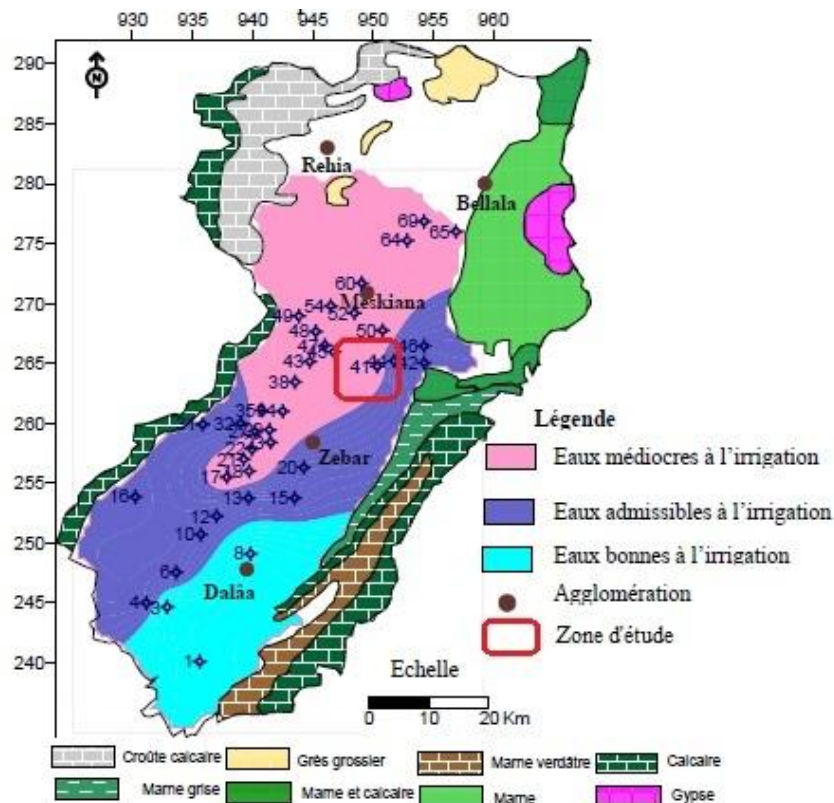 930 935 940 945 950 955 960
290
285
280
275
270
265
260
255
250
245
240
N
Rehia
Bellala
69
65
64
60
Meskiana
54
52
49
48
50
46
43
41
42
38
35
32
Zebar
20
17
16
13
15
12
10
8
Dalâa
6
4
3
1
Légende
Eaux médiocres à l'irrigation
Eaux admissibles à l'irrigation
Eaux bonnes à l'irrigation
Agglomération
Zone d'étude
Echelle
0 10 20 Km
Croûte calcaire Grès grossier Marne verdâtre Calcaire
Marne grise Marne et calcaire Marne Gypse